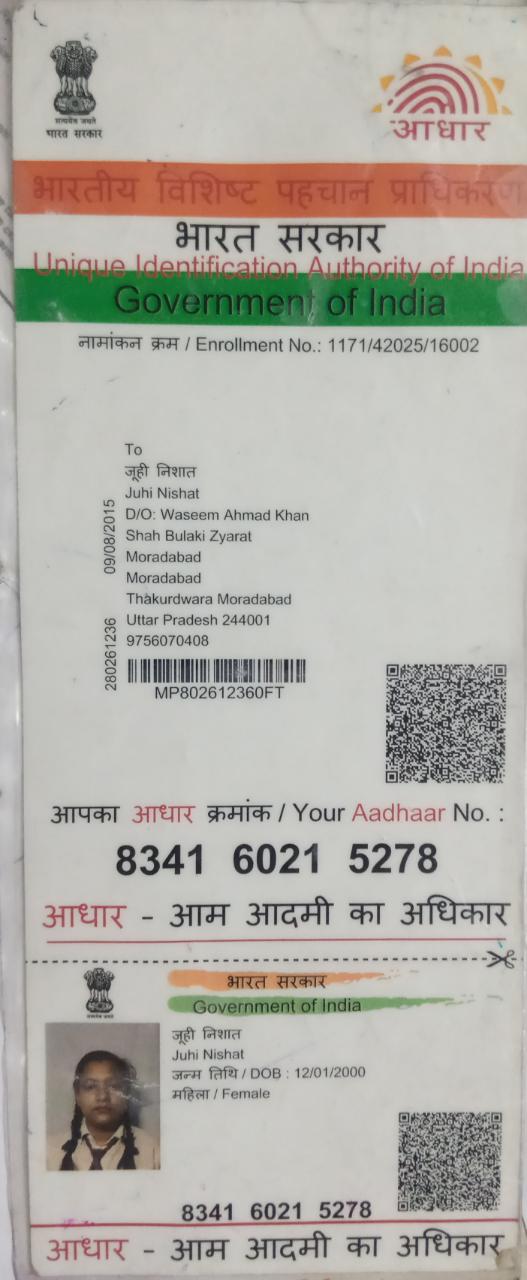 सत्यमेव जयते
भारत सरकार
आधार
भारतीय विशिष्ट पहचान प्राधिकरण
भारत सरकार
Unique Identification Authority of India
Government of India
नामांकन क्रम / Enrollment No.: 1171/42025/16002
To
जूही निशात
Juhi Nishat
D/O: Waseem Ahmad Khan
Shah Bulaki Zyarat
Moradabad
Moradabad
Thakurdwara Moradabad
Uttar Pradesh 244001
9756070408
09/08/2015
280261236
MP802612360FT
आपका आधार क्रमांक / Your Aadhaar No. :
8341 6021 5278
आधार - आम आदमी का अधिकार
भारत सरकार
Government of India
जूही निशात
Juhi Nishat
जन्म तिथि / DOB : 12/01/2000
महिला / Female
8341 6021 5278
आधार - आम आदमी का अधिकार